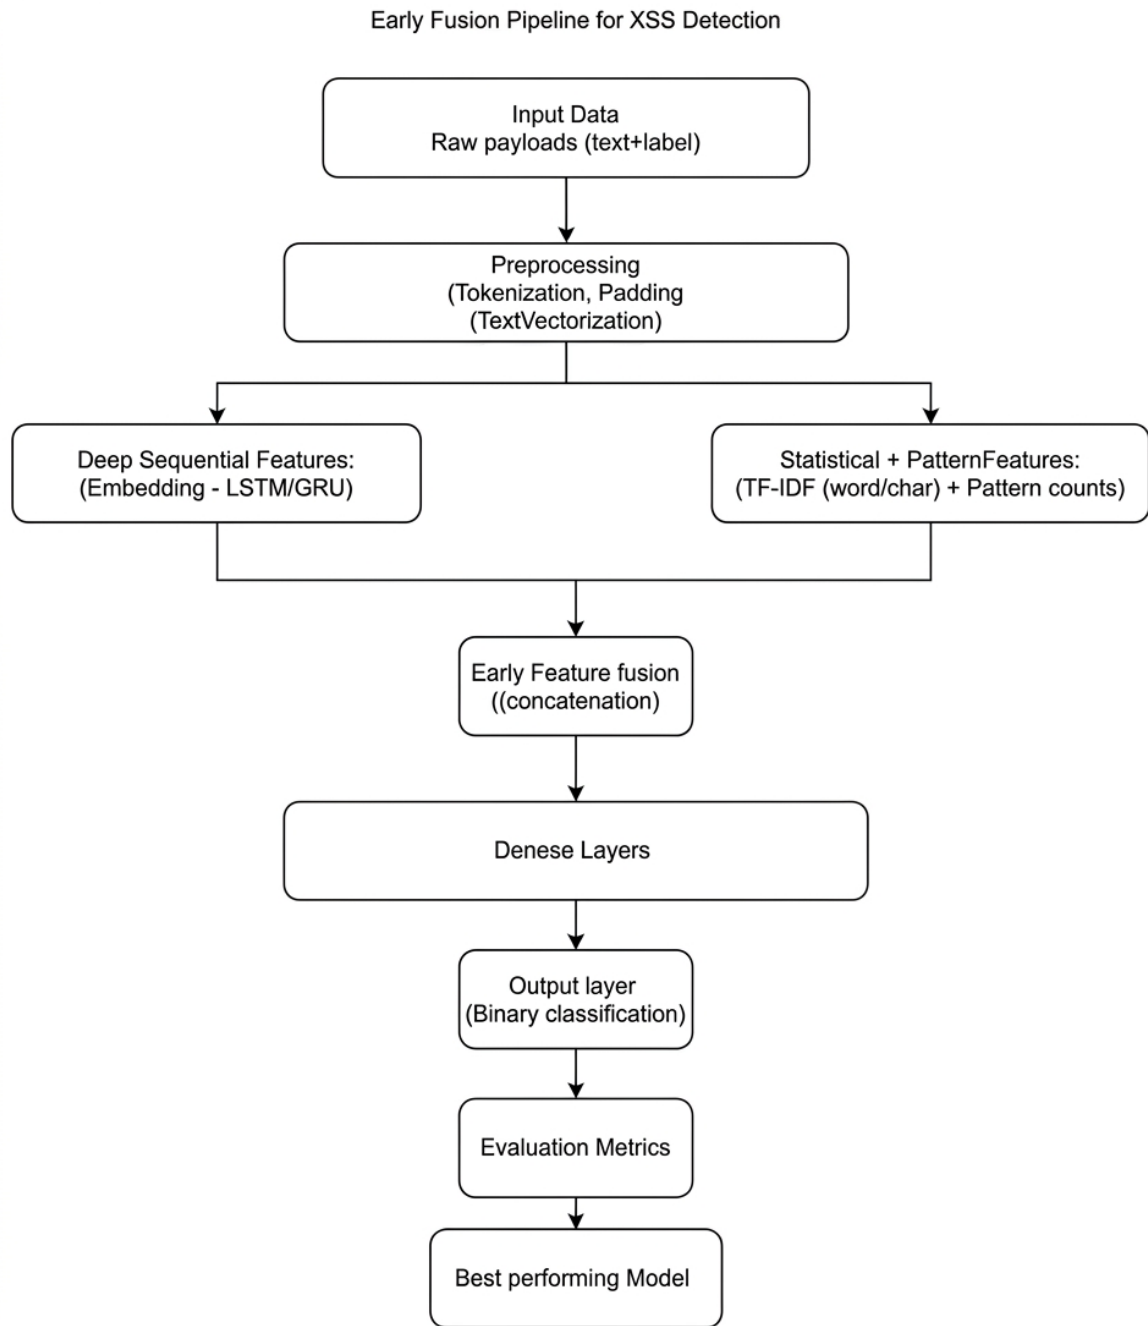 Early Fusion Pipeline for XSS Detection
Input Data
Raw payloads (text+label)
Preprocessing
(Tokenization, Padding
(TextVectorization)
Deep Sequential Features:
(Embedding - LSTM/GRU)
Statistical + PatternFeatures:
(TF-IDF (word/char) + Pattern counts)
Early Feature fusion
((concatenation)
Denese Layers
Output layer
(Binary classification)
Evaluation Metrics
Best performing Model